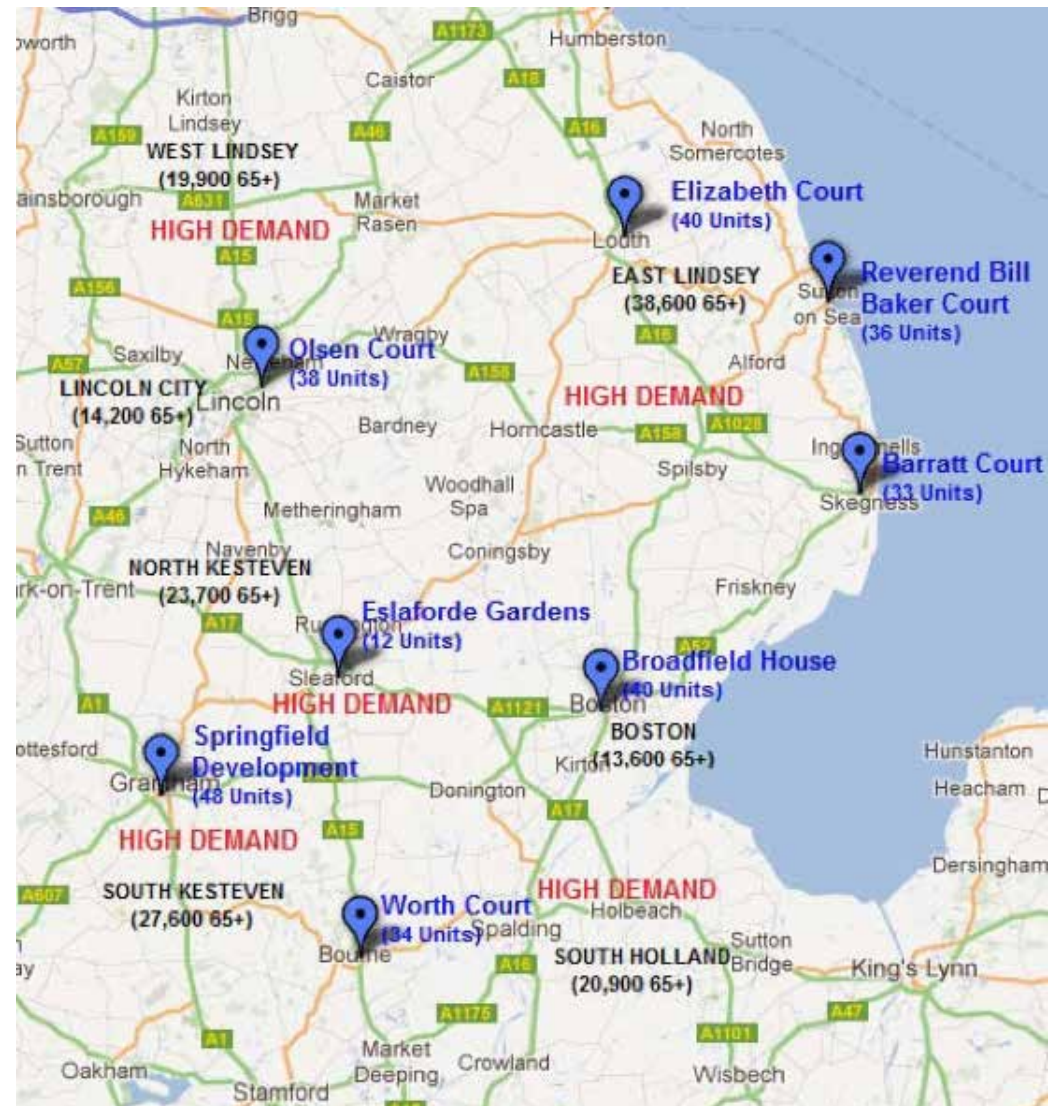 Brigg
A1173
Humberston
A18
Caistor
Kirton
Lindsey
A159
A46
A16
North
Somercotes
WEST LINDSEY
(19,900 65+)
ainsborough
A631
Market
Rasen
HIGH DEMAND
Elizabeth Court
(40 Units)
Louth
A15
EAST LINDSEY
(38,600 65+)
Reverend Bill
Baker Court
(36 Units)
on Sea
A156
A15
A16
Wragby
Saxilby
A57
Olsen Court
(38 Units)
A158
Alford
LINCOLN CITY
(14,200 65+)
Lincoln
HIGH DEMAND
Bardney
Horncastle
A1028
A158
Sutton
n Trent
North
Hykeham
Spilsby
Barratt Court
(33 Units)
Skegness
Woodhall
Spa
A46
Metheringham
Navenby
Coningsby
NORTH KESTEVEN
(23,700 65+)
rk-on-Trent
Friskney
A17
Eslaforde Gardens
(12 Units)
A52
Sleaford
Broadfield House
(40 Units)
Boston
HIGH DEMAND
A1
A1121
BOSTON
(13,600 65+)
ottesford
Springfield
Development
(48 Units)
Grantham
Kirton
Hunstanton
Heacham
Donington
A17
A15
HIGH DEMAND
Dersingham
A607
SOUTH KESTEVEN
(27,600 65+)
HIGH DEMAND
Holbeach
Worth Court
(34 Units)
Spalding
Bourne
SOUTH HOLLAND
(20,900 65+)
Sutton
Bridge
King's Lynn
A16
A1175
A47
A1
A1101
Market
Deeping
Crowland
Oakham
Wisbech
Stamford